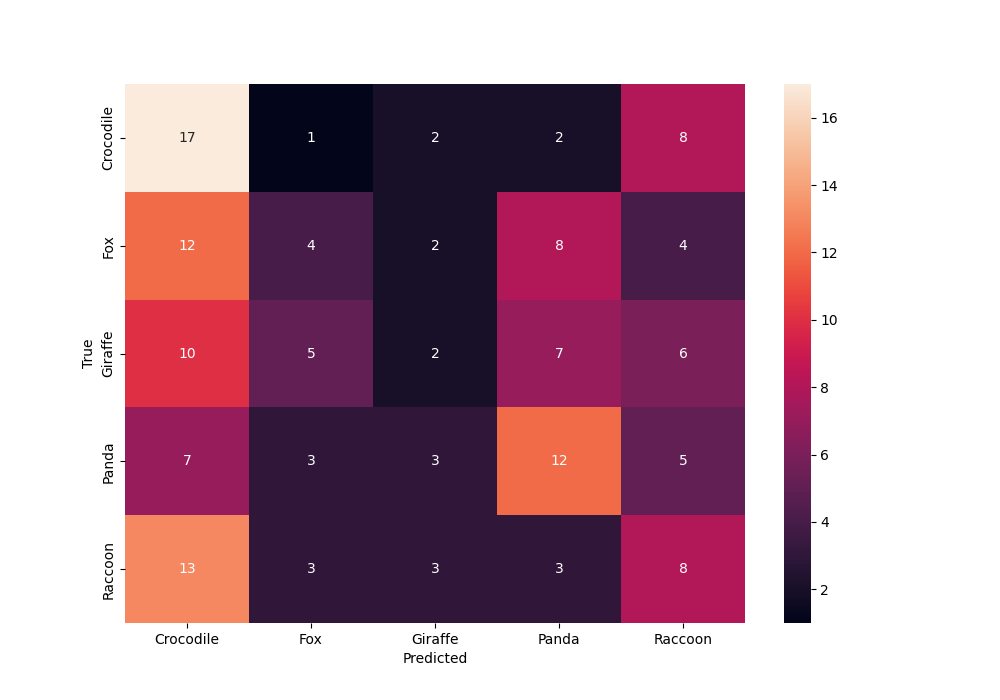 Crocodile 17 1 2 2 8
Fox 12 4 2 8 4
Giraffe 10 5 2 7 6
Panda 7 3 3 12 5
Raccoon 13 3 3 3 8
True
Crocodile Fox Giraffe Panda Raccoon
Predicted
16
14
12
10
8
6
4
2